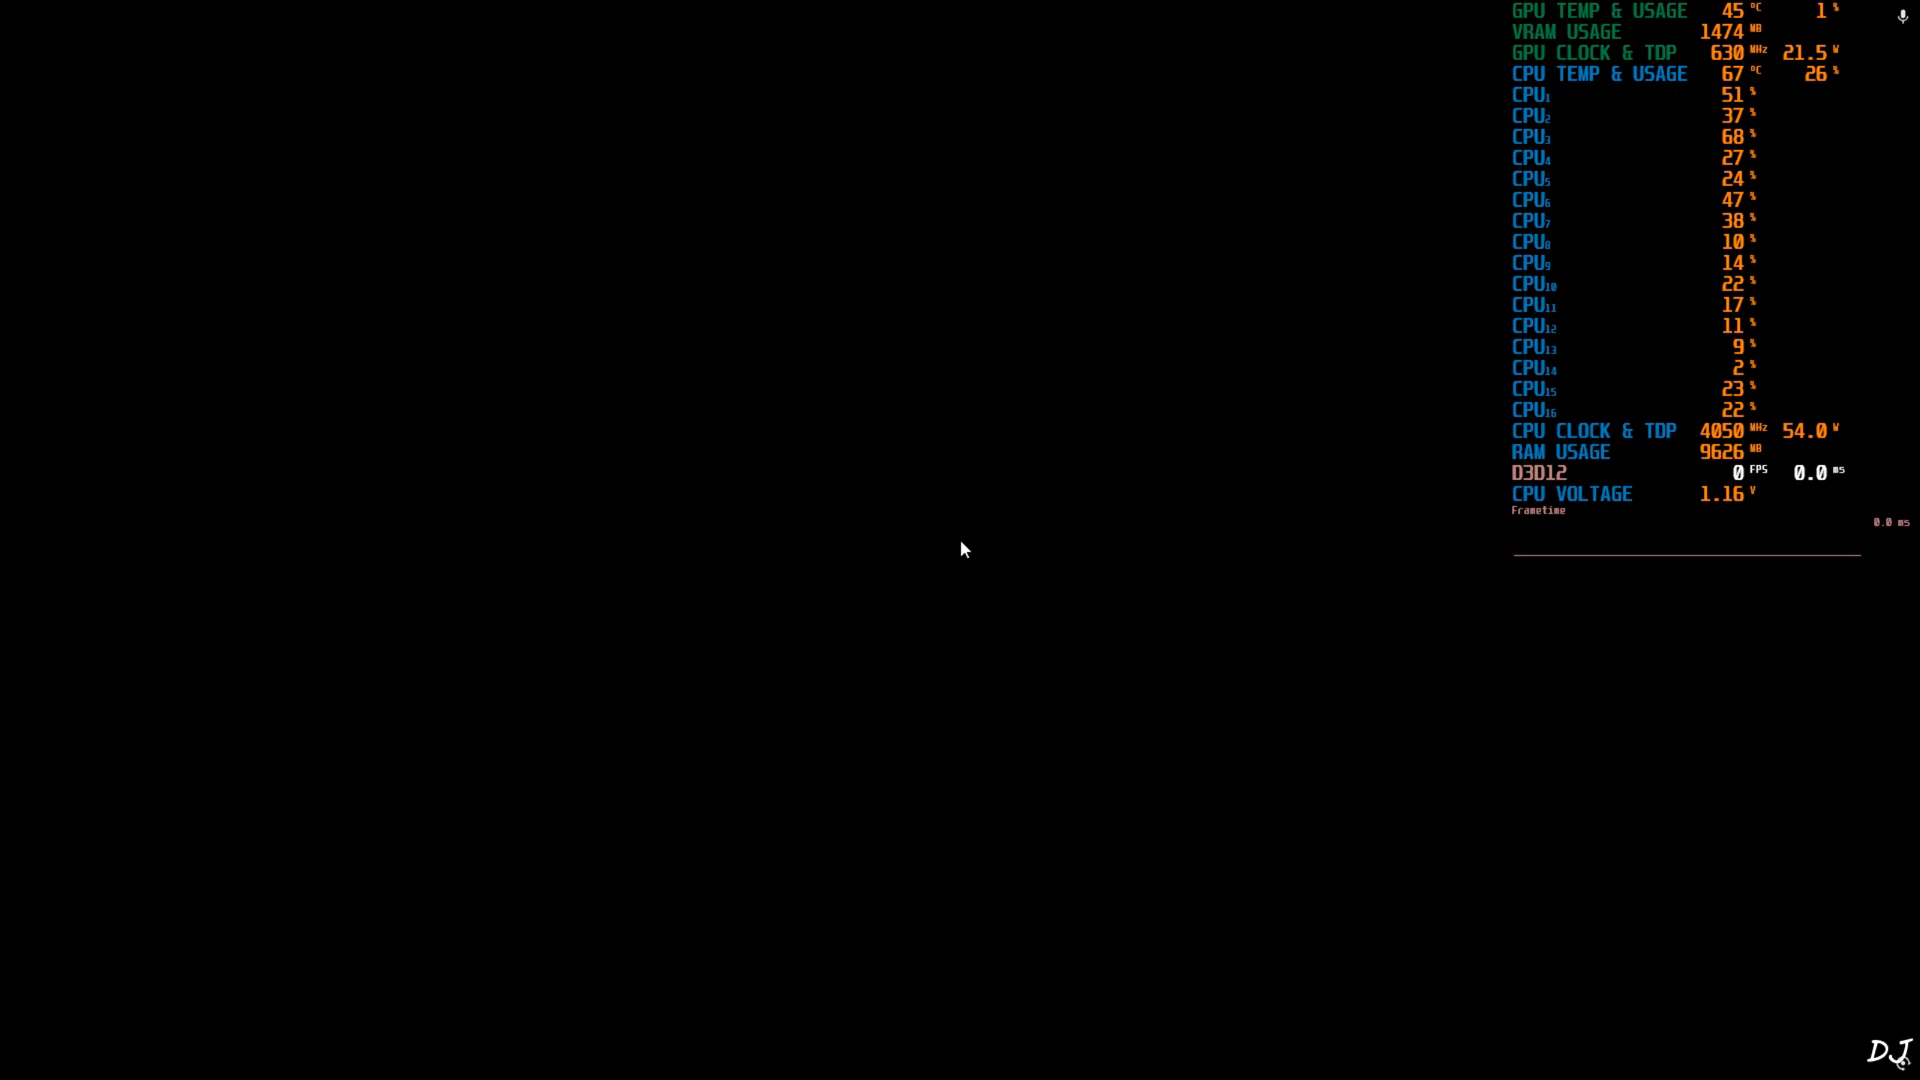 GPU TEMP & USAGE 45 °C 1 %
VRAM USAGE 1474 MB
GPU CLOCK & TDP 630 MHz 21.5 W
CPU TEMP & USAGE 67 °C 26 %
CPU1 51 %
CPU2 37 %
CPU3 68 %
CPU4 27 %
CPU5 24 %
CPU6 47 %
CPU7 38 %
CPU8 10 %
CPU9 14 %
CPU10 22 %
CPU11 17 %
CPU12 11 %
CPU13 9 %
CPU14 2 %
CPU15 23 %
CPU16 22 %
CPU CLOCK & TDP 4050 MHz 54.0 W
RAM USAGE 9626 MB
D3D12 0 FPS 0.0 ms
CPU VOLTAGE 1.16 V
Frametime
0.0 ms
DJ